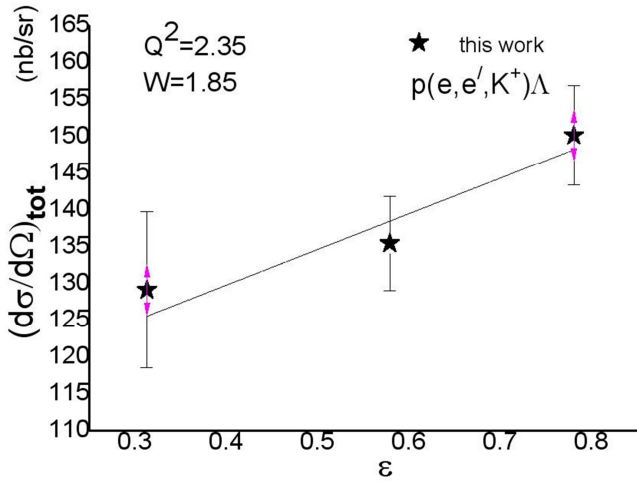 (dσ/dΩ)tot (nb/sr)
165
160
155
150
145
140
135
130
125
120
115
110
Q²=2.35
W=1.85
this work
p(e,e′,K⁺)Λ
0.3 0.4 0.5 0.6 0.7 0.8
ε